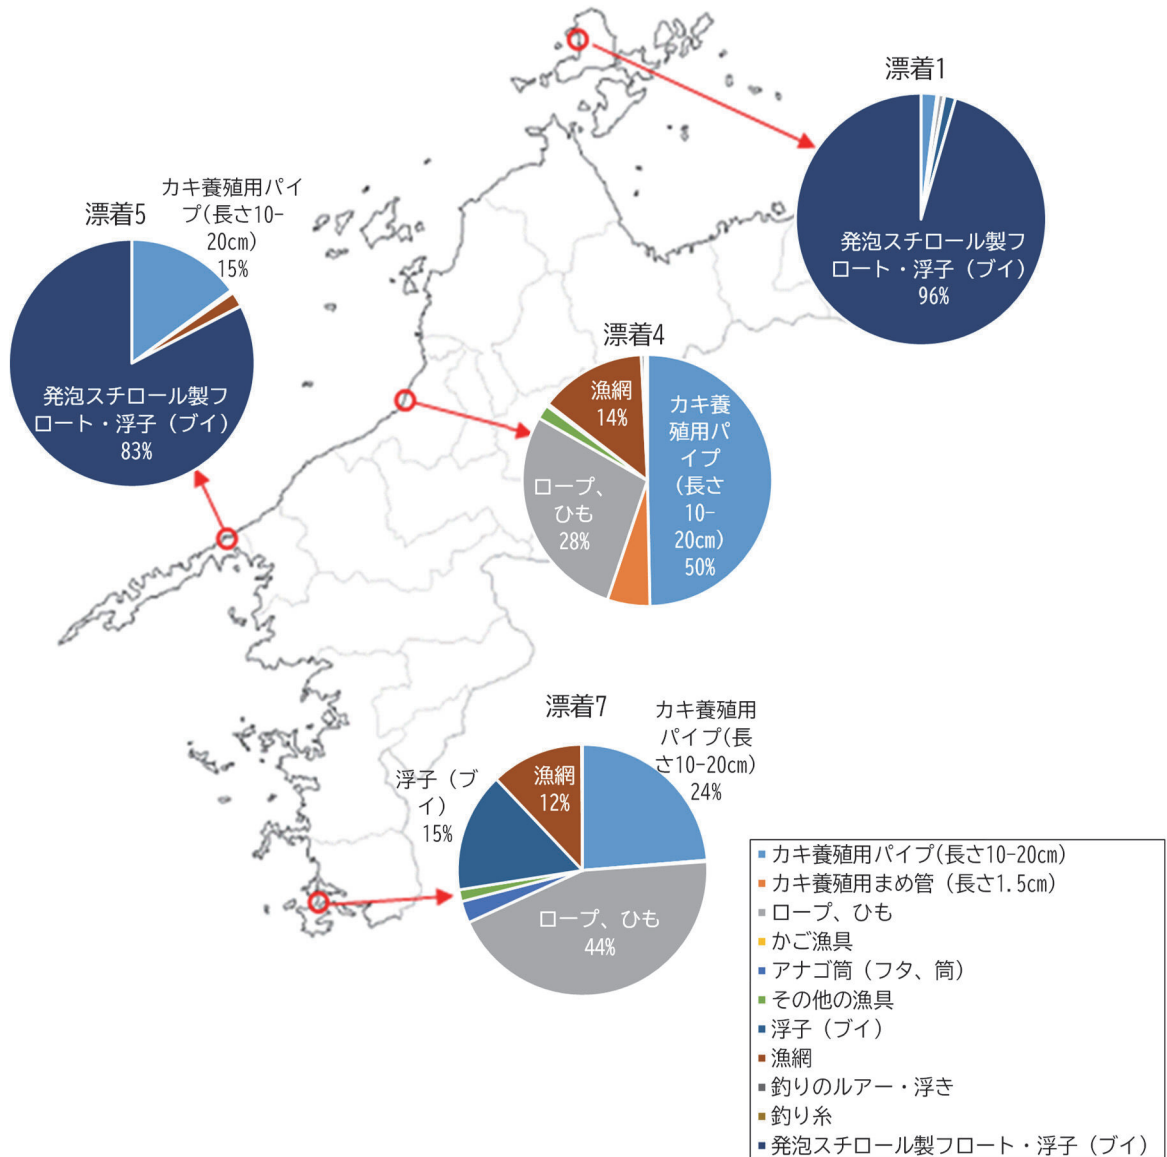 漂着1
発泡スチロール製フ
ロート・浮子（ブイ）
96%
漂着5
カキ養殖用パイ
プ(長さ10-
20cm)
15%
発泡スチロール製フ
ロート・浮子（ブイ）
83%
漂着4
漁網
14%
カキ養
殖用パ
イプ
(長さ
10-
20cm)
50%
ロープ、
ひも
28%
漂着7
カキ養殖用
パイプ(長
さ10-20cm)
24%
浮子（ブ
イ）
15%
漁網
12%
ロープ、ひも
44%
カキ養殖用パイプ(長さ10-20cm)
カキ養殖用まめ管（長さ1.5cm）
ロープ、ひも
かご漁具
アナゴ筒（フタ、筒）
その他の漁具
浮子（ブイ）
漁網
釣りのルアー・浮き
釣り糸
発泡スチロール製フロート・浮子（ブイ）